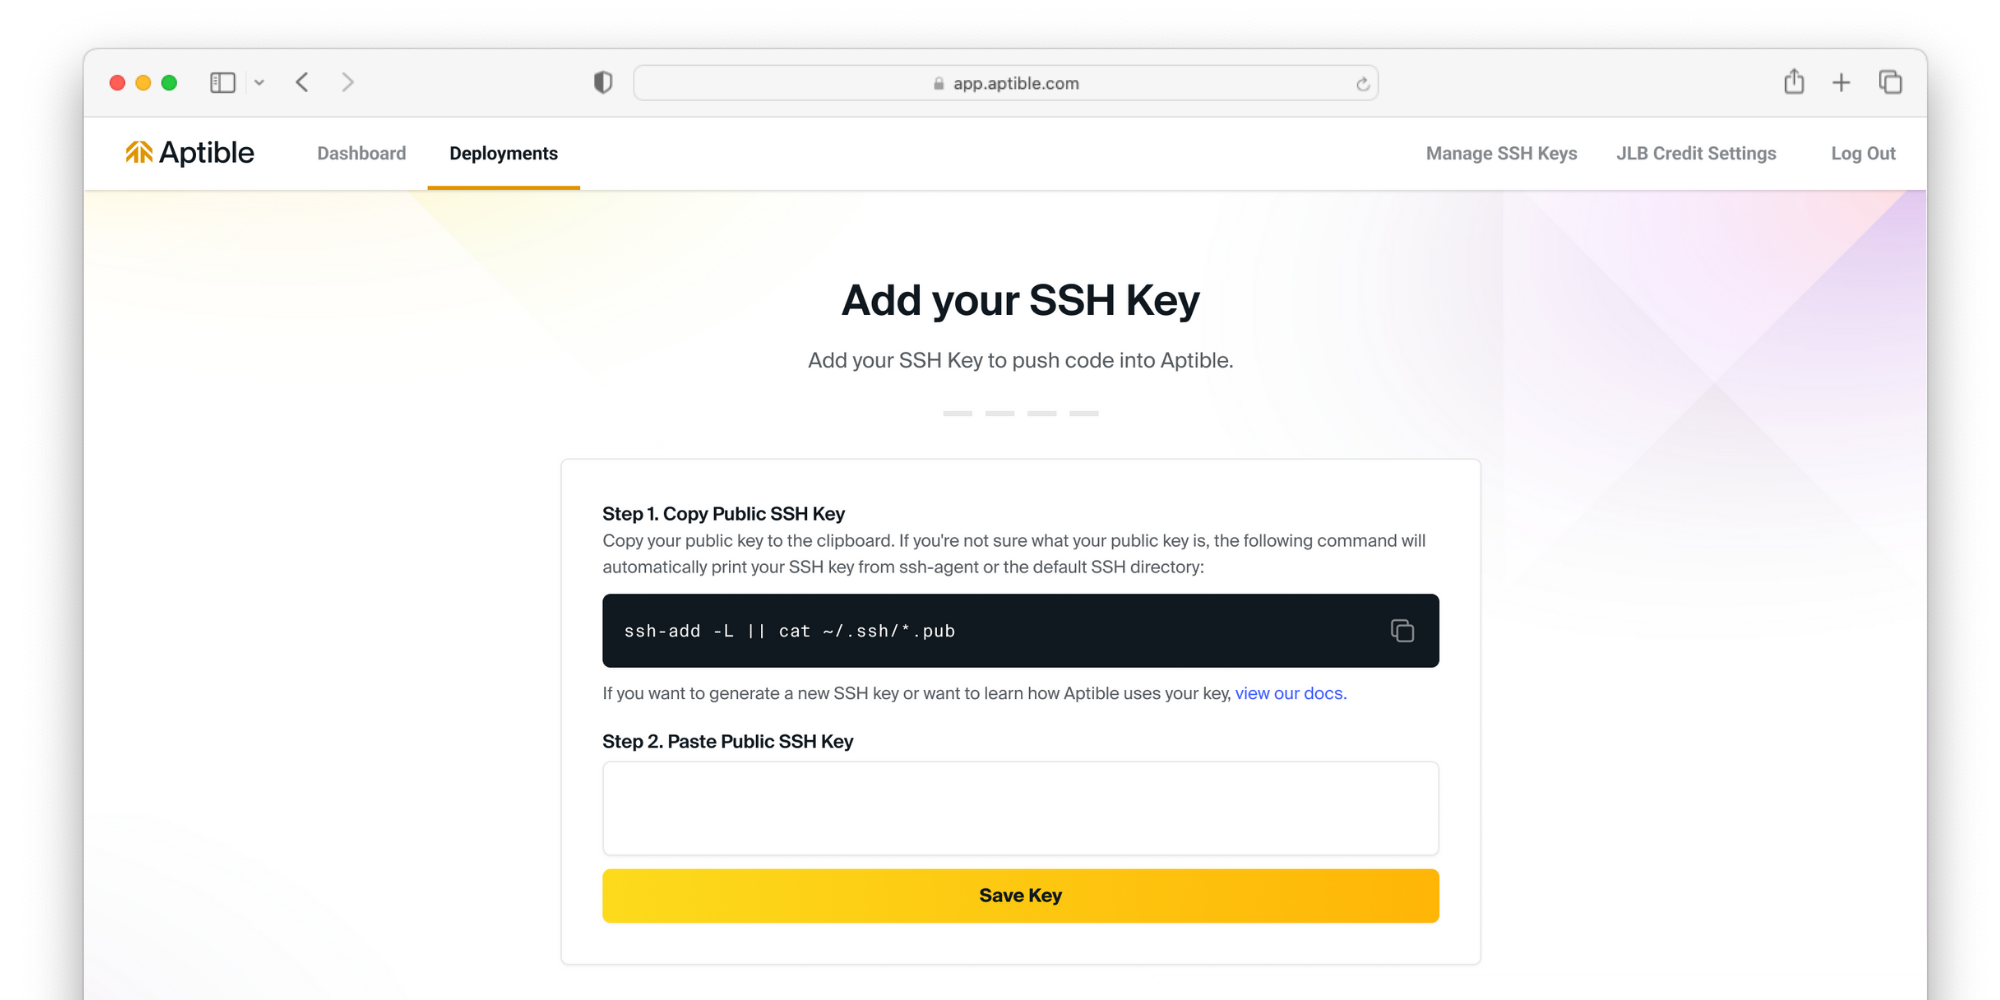 app.aptible.com
Aptible
Dashboard
Deployments
Manage SSH Keys
JLB Credit Settings
Log Out
Add your SSH Key
Add your SSH Key to push code into Aptible.
Step 1. Copy Public SSH Key
Copy your public key to the clipboard. If you're not sure what your public key is, the following command will
automatically print your SSH key from ssh-agent or the default SSH directory:
ssh-add -L || cat ~/.ssh/*.pub
If you want to generate a new SSH key or want to learn how Aptible uses your key, view our docs.
Step 2. Paste Public SSH Key
Save Key